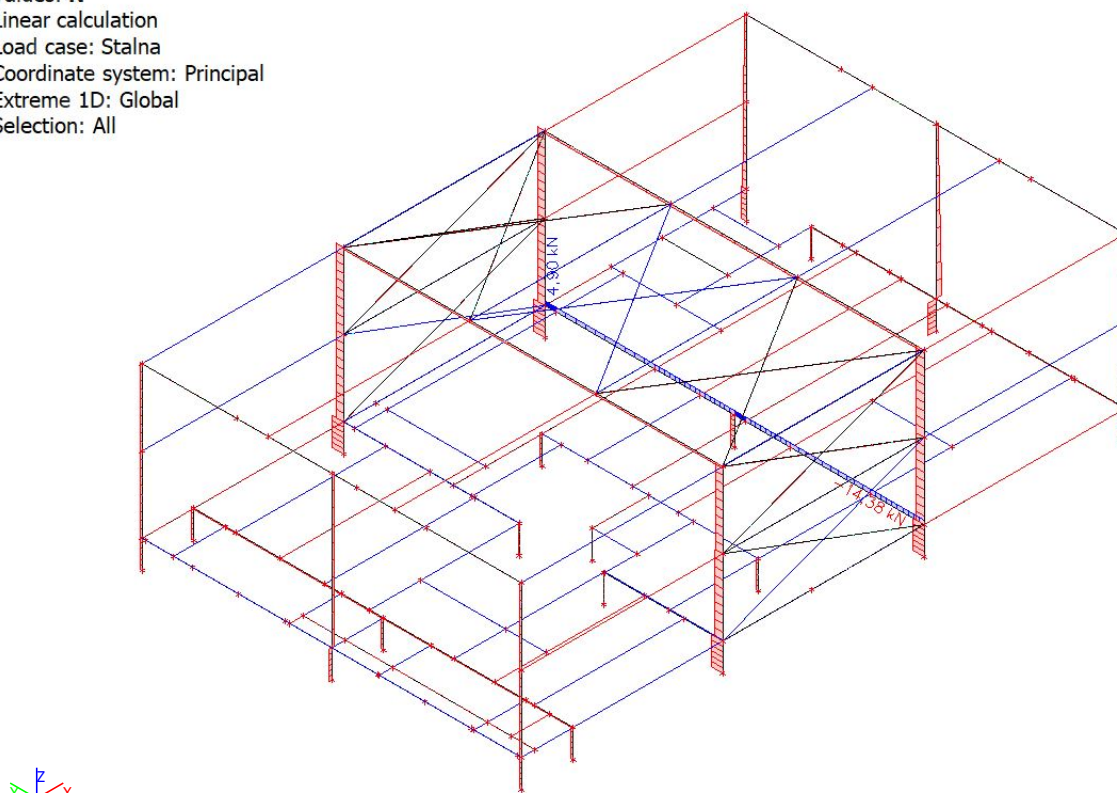 Values: N
Linear calculation
Load case: Stalna
Coordinate system: Principal
Extreme 1D: Global
Selection: All
4,90 kN
-14,38 kN
Z
X